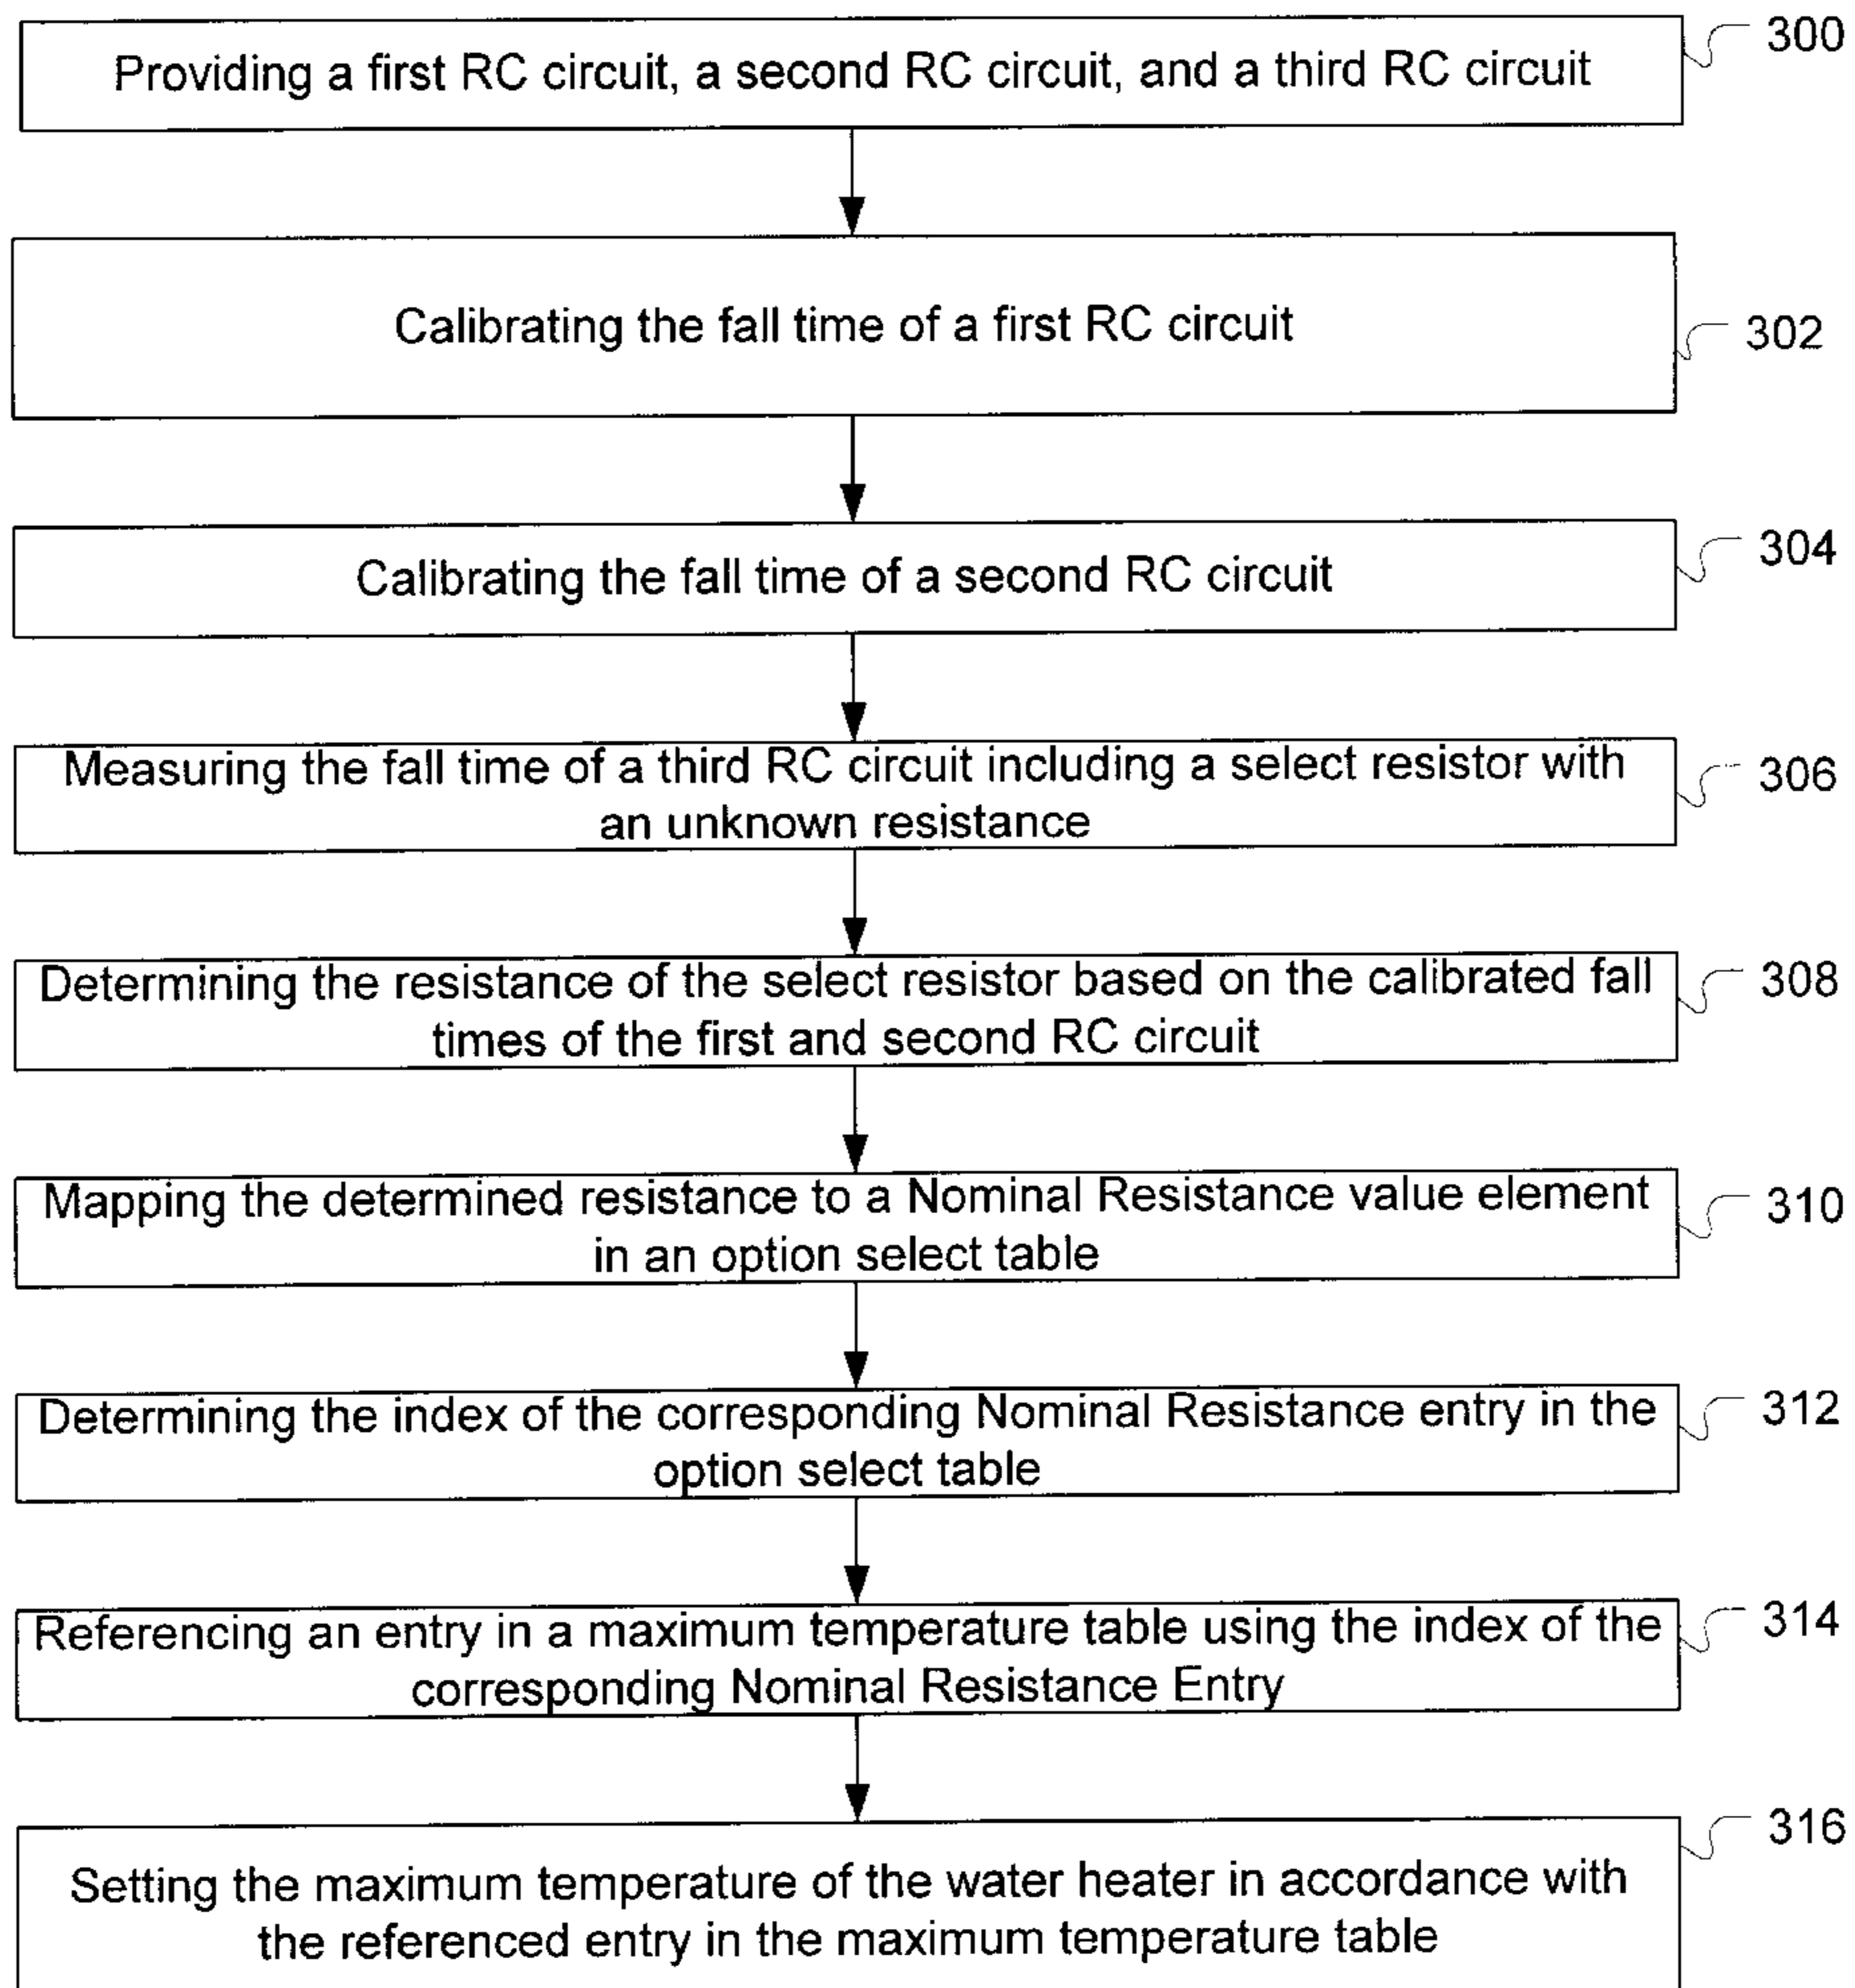 Providing a first RC circuit, a second RC circuit, and a third RC circuit
300
Calibrating the fall time of a first RC circuit
302
Calibrating the fall time of a second RC circuit
304
Measuring the fall time of a third RC circuit including a select resistor with
an unknown resistance
306
Determining the resistance of the select resistor based on the calibrated fall
times of the first and second RC circuit
308
Mapping the determined resistance to a Nominal Resistance value element
in an option select table
310
Determining the index of the corresponding Nominal Resistance entry in the
option select table
312
Referencing an entry in a maximum temperature table using the index of the
corresponding Nominal Resistance Entry
314
Setting the maximum temperature of the water heater in accordance with
the referenced entry in the maximum temperature table
316